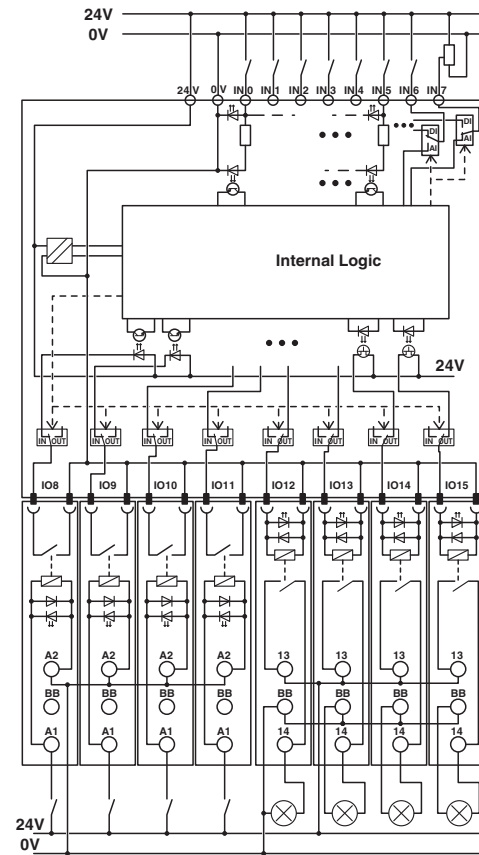 24V
0V
24 V 0 V IN 0 IN 1 IN 2 IN 3 IN 4 IN 5 IN 6 IN 7
DI
DI
AI
AI
Internal Logic
24V
IN OUT IN OUT IN OUT IN OUT IN OUT IN OUT IN OUT IN OUT
IO8 IO9 IO10 IO11 IO12 IO13 IO14 IO15
A2 A2 A2 A2 13 13 13 13
BB BB BB BB BB BB BB BB
A1 A1 A1 A1 14 14 14 14
24V
0V